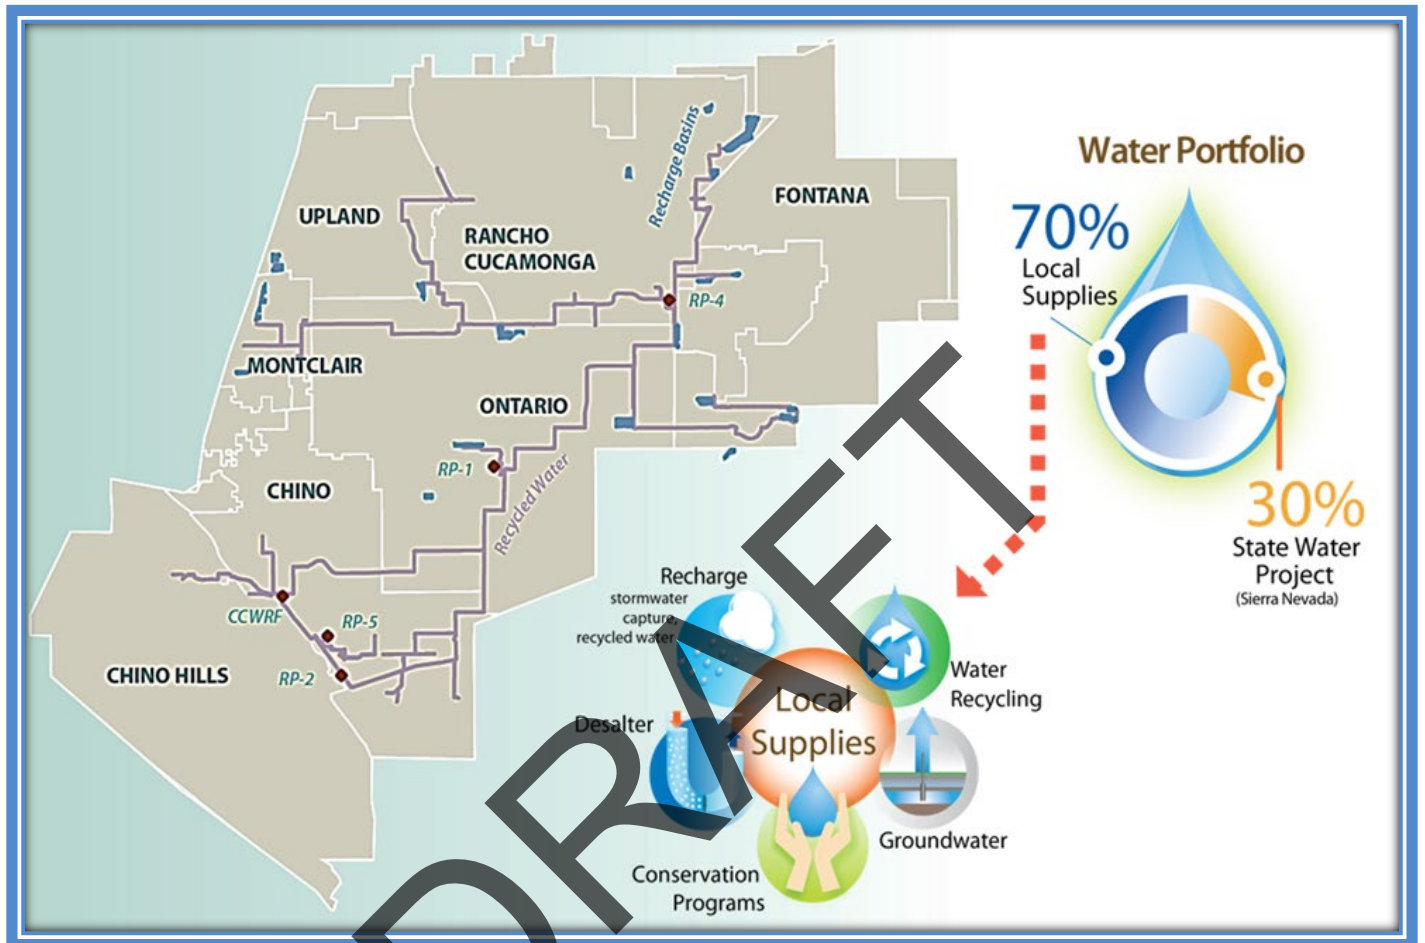 UPLAND
RANCHO
CUCAMONGA
Recharge Basins
FONTANA
RP-4
MONTCLAIR
ONTARIO
RP-1
Recycled Water
CHINO
CCWRF
RP-5
CHINO HILLS
RP-2
Water Portfolio
70%
Local
Supplies
30%
State Water
Project
(Sierra Nevada)
Recharge
stormwater
capture,
recycled water
Water
Recycling
Local
Supplies
Desalter
Groundwater
Conservation
Programs
DRAFT